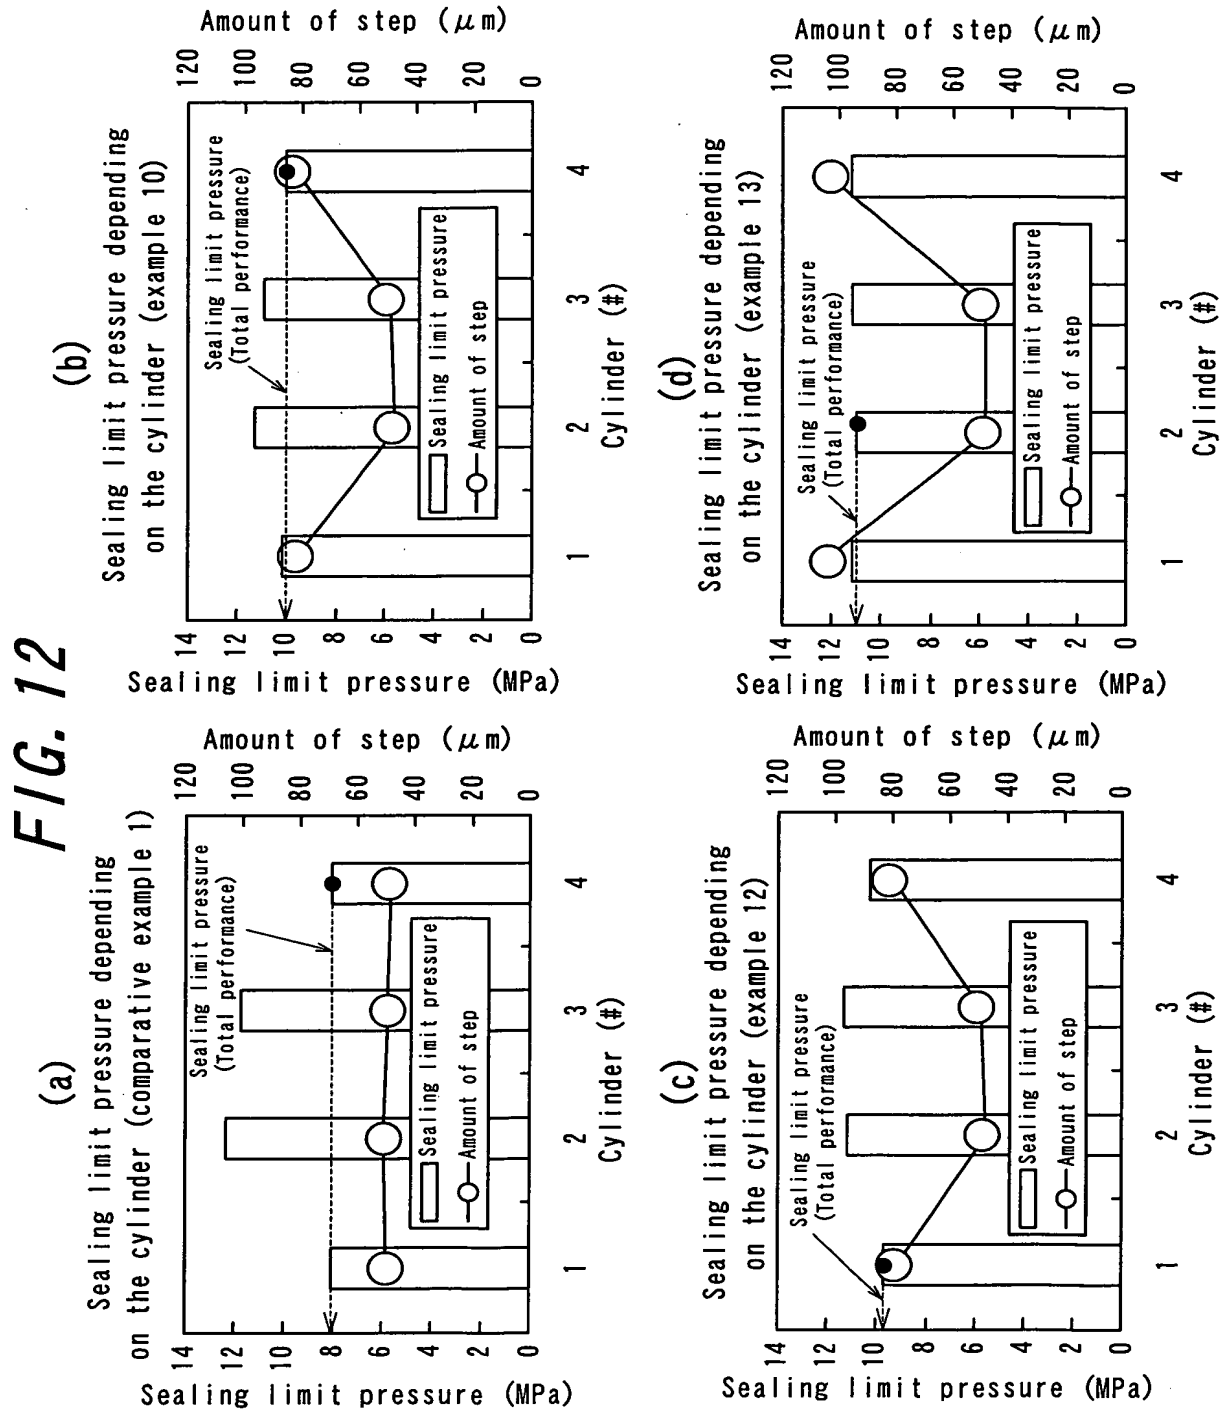 FIG. 12
(a)
Sealing limit pressure depending
on the cylinder (comparative example 1)
Sealing limit pressure (MPa)
14
12
10
8
6
4
2
0
Amount of step (μm)
120
100
80
60
40
20
0
Sealing limit pressure
(Total performance)
Sealing limit pressure
Amount of step
1
2
3
4
Cylinder (#)
(b)
Sealing limit pressure depending
on the cylinder (example 10)
Sealing limit pressure (MPa)
14
12
10
8
6
4
2
0
Amount of step (μm)
120
100
80
60
40
20
0
Sealing limit pressure
(Total performance)
Sealing limit pressure
Amount of step
1
2
3
4
Cylinder (#)
(c)
Sealing limit pressure depending
on the cylinder (example 12)
Sealing limit pressure (MPa)
14
12
10
8
6
4
2
0
Amount of step (μm)
120
100
80
60
40
20
0
Sealing limit pressure
(Total performance)
Sealing limit pressure
Amount of step
1
2
3
4
Cylinder (#)
(d)
Sealing limit pressure depending
on the cylinder (example 13)
Sealing limit pressure (MPa)
14
12
10
8
6
4
2
0
Amount of step (μm)
120
100
80
60
40
20
0
Sealing limit pressure
(Total performance)
Sealing limit pressure
Amount of step
1
2
3
4
Cylinder (#)